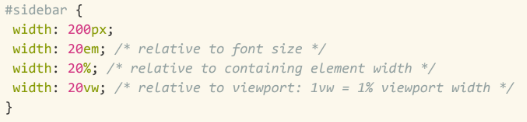 #sidebar {
width: 200px;
width: 20em; /* relative to font size */
width: 20%; /* relative to containing element width */
width: 20vw; /* relative to viewport: 1vw = 1% viewport width */
}